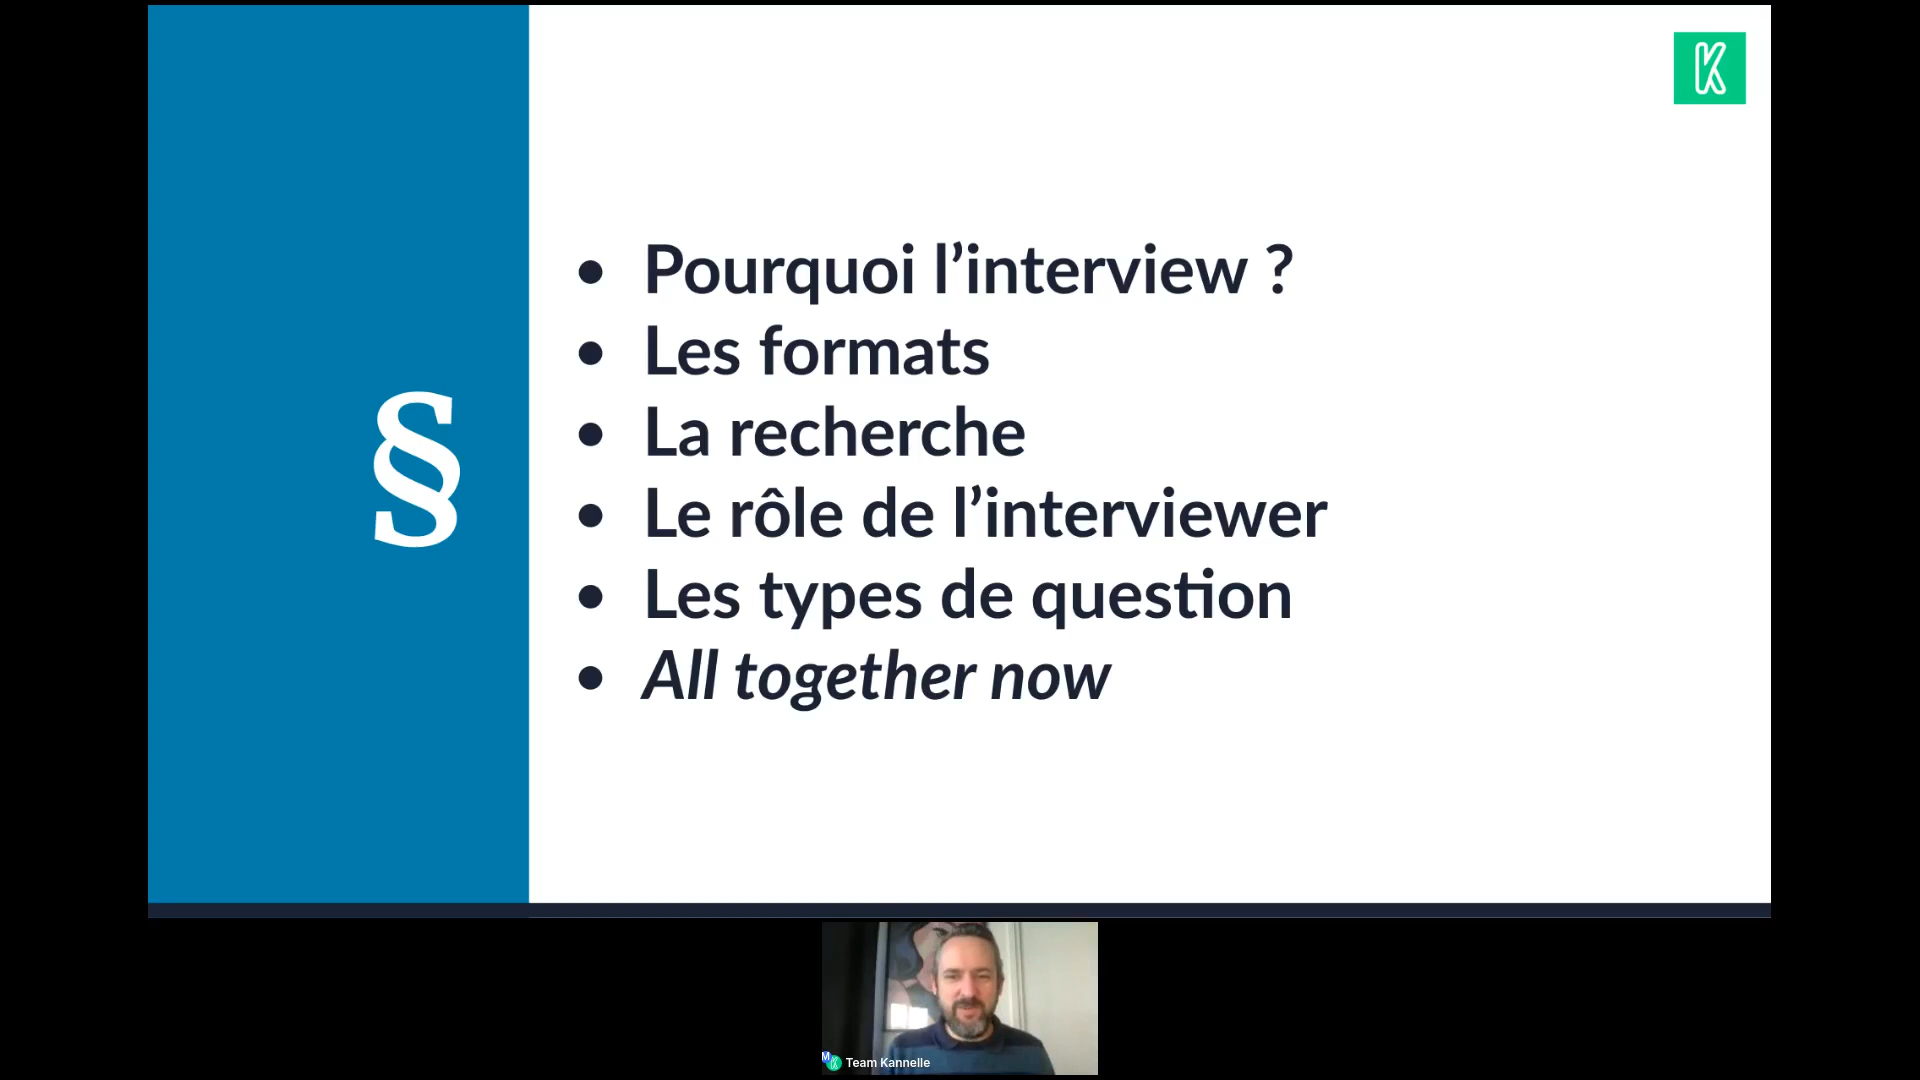 K
§
• Pourquoi l’interview ?
• Les formats
• La recherche
• Le rôle de l’interviewer
• Les types de question
• All together now
M Team Kannelle